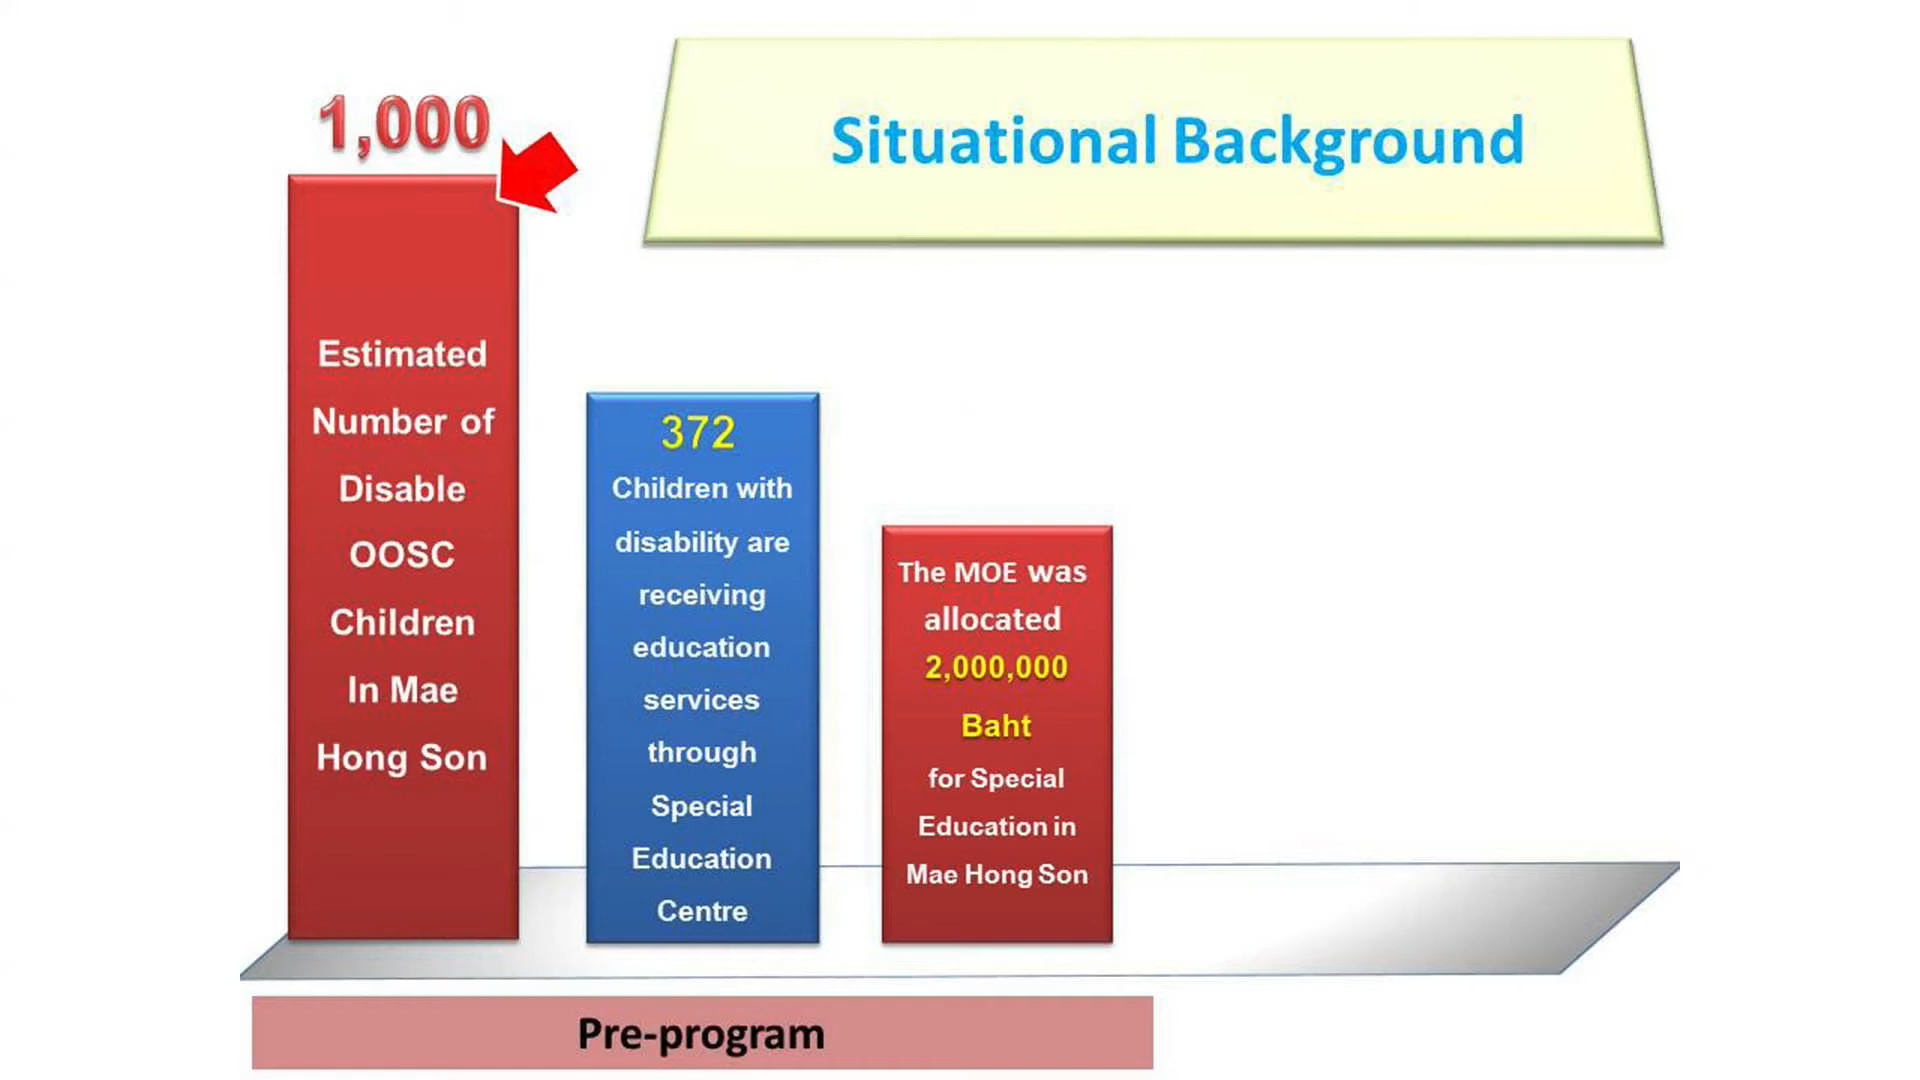 Situational Background
1,000
Estimated
Number of
Disable
OOSC
Children
In Mae
Hong Son
372
Children with
disability are
receiving
education
services
through
Special
Education
Centre
The MOE was
allocated
2,000,000
Baht
for Special
Education in
Mae Hong Son
Pre-program